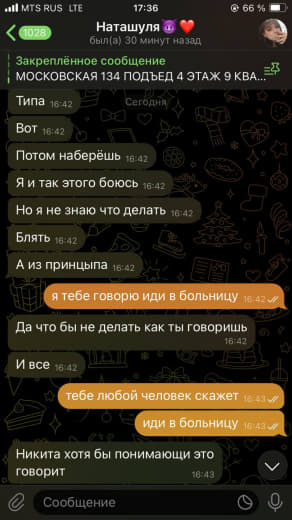 MTS RUS LTE 17:36 66 %
1028 Наташуля😈❤️
был(а) 30 минут назад
Закреплённое сообщение
МОСКОВСКАЯ 134 ПОДЪЕД 4 ЭТАЖ 9 КВА...
Сегодня
Типа 16:42
Вот 16:42
Потом наберёшь 16:42
Я и так этого боюсь 16:42
Но я не знаю что делать 16:42
Блять 16:42
А из принцыпа 16:42
я тебе говорю иди в больницу 16:42
Да что бы не делать как ты говоришь
16:42
И все 16:42
тебе любой человек скажет 16:43
иди в больницу 16:43
Никита хотя бы понимающи это
говорит 16:43
Сообщение